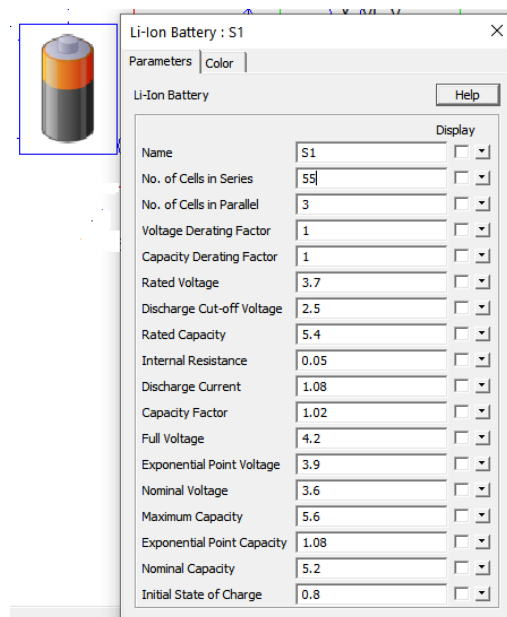 Li-Ion Battery : S1
Parameters Color
Li-Ion Battery Help
Display
Name S1
No. of Cells in Series 55
No. of Cells in Parallel 3
Voltage Derating Factor 1
Capacity Derating Factor 1
Rated Voltage 3.7
Discharge Cut-off Voltage 2.5
Rated Capacity 5.4
Internal Resistance 0.05
Discharge Current 1.08
Capacity Factor 1.02
Full Voltage 4.2
Exponential Point Voltage 3.9
Nominal Voltage 3.6
Maximum Capacity 5.6
Exponential Point Capacity 1.08
Nominal Capacity 5.2
Initial State of Charge 0.8